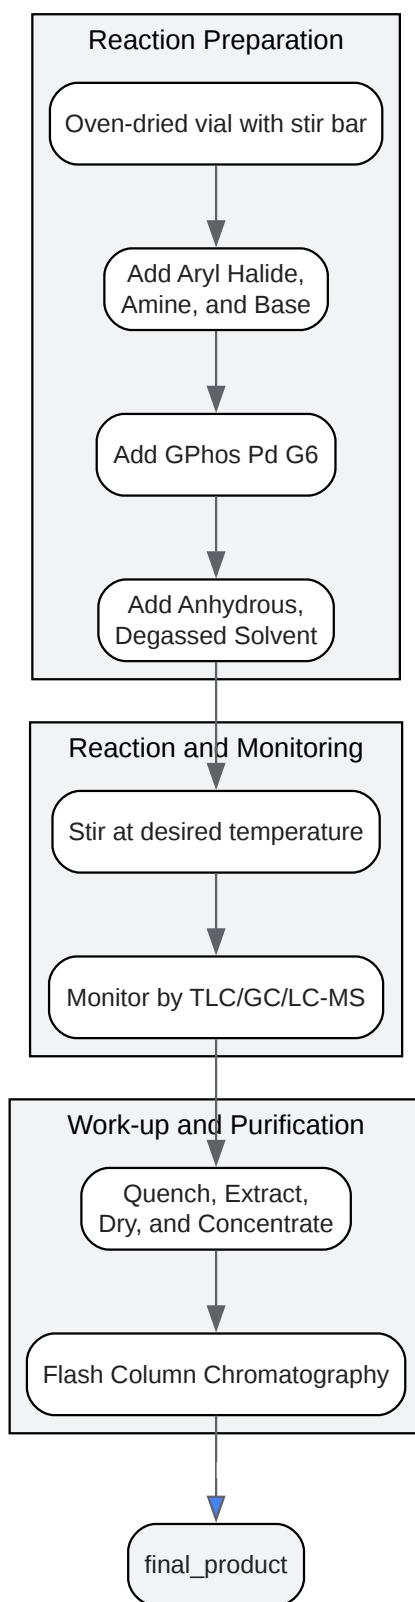 Reaction Preparation
Oven-dried vial with stir bar
Add Aryl Halide,
Amine, and Base
Add GPhos Pd G6
Add Anhydrous,
Degassed Solvent
Reaction and Monitoring
Stir at desired temperature
Monitor by TLC/GC/LC-MS
Work-up and Purification
Quench, Extract,
Dry, and Concentrate
Flash Column Chromatography
final_product